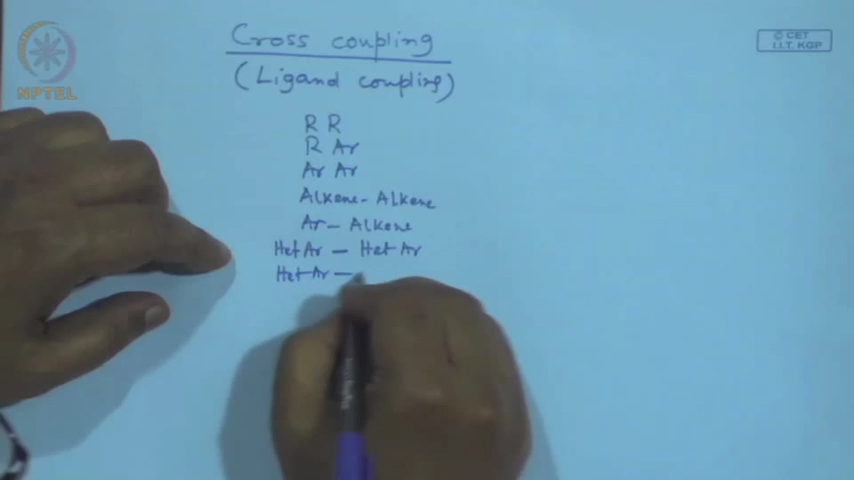 Cross coupling
© CET
I.I.T. KGP
(Ligand coupling)
NPTEL
R R
R Ar
Ar Ar
Alkene - Alkene
Ar - Alkene
Het Ar - Het Ar
Het Ar -